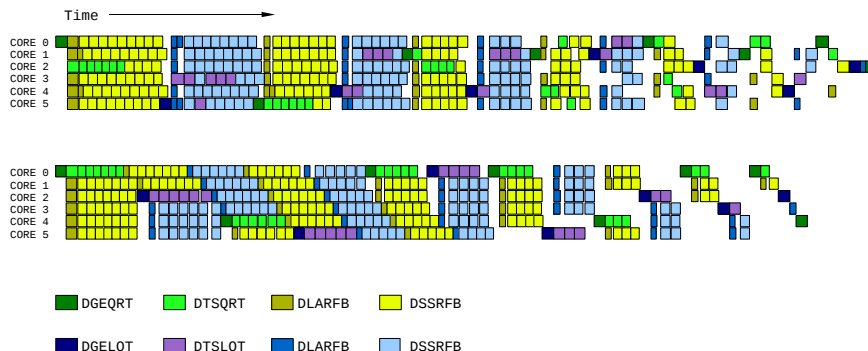 Time
CORE 0
CORE 1
CORE 2
CORE 3
CORE 4
CORE 5
CORE 0
CORE 1
CORE 2
CORE 3
CORE 4
CORE 5
DGEQRT DTSQRT DLARFB DSSRFB
DGELQT DTSLQT DLARFB DSSRFB